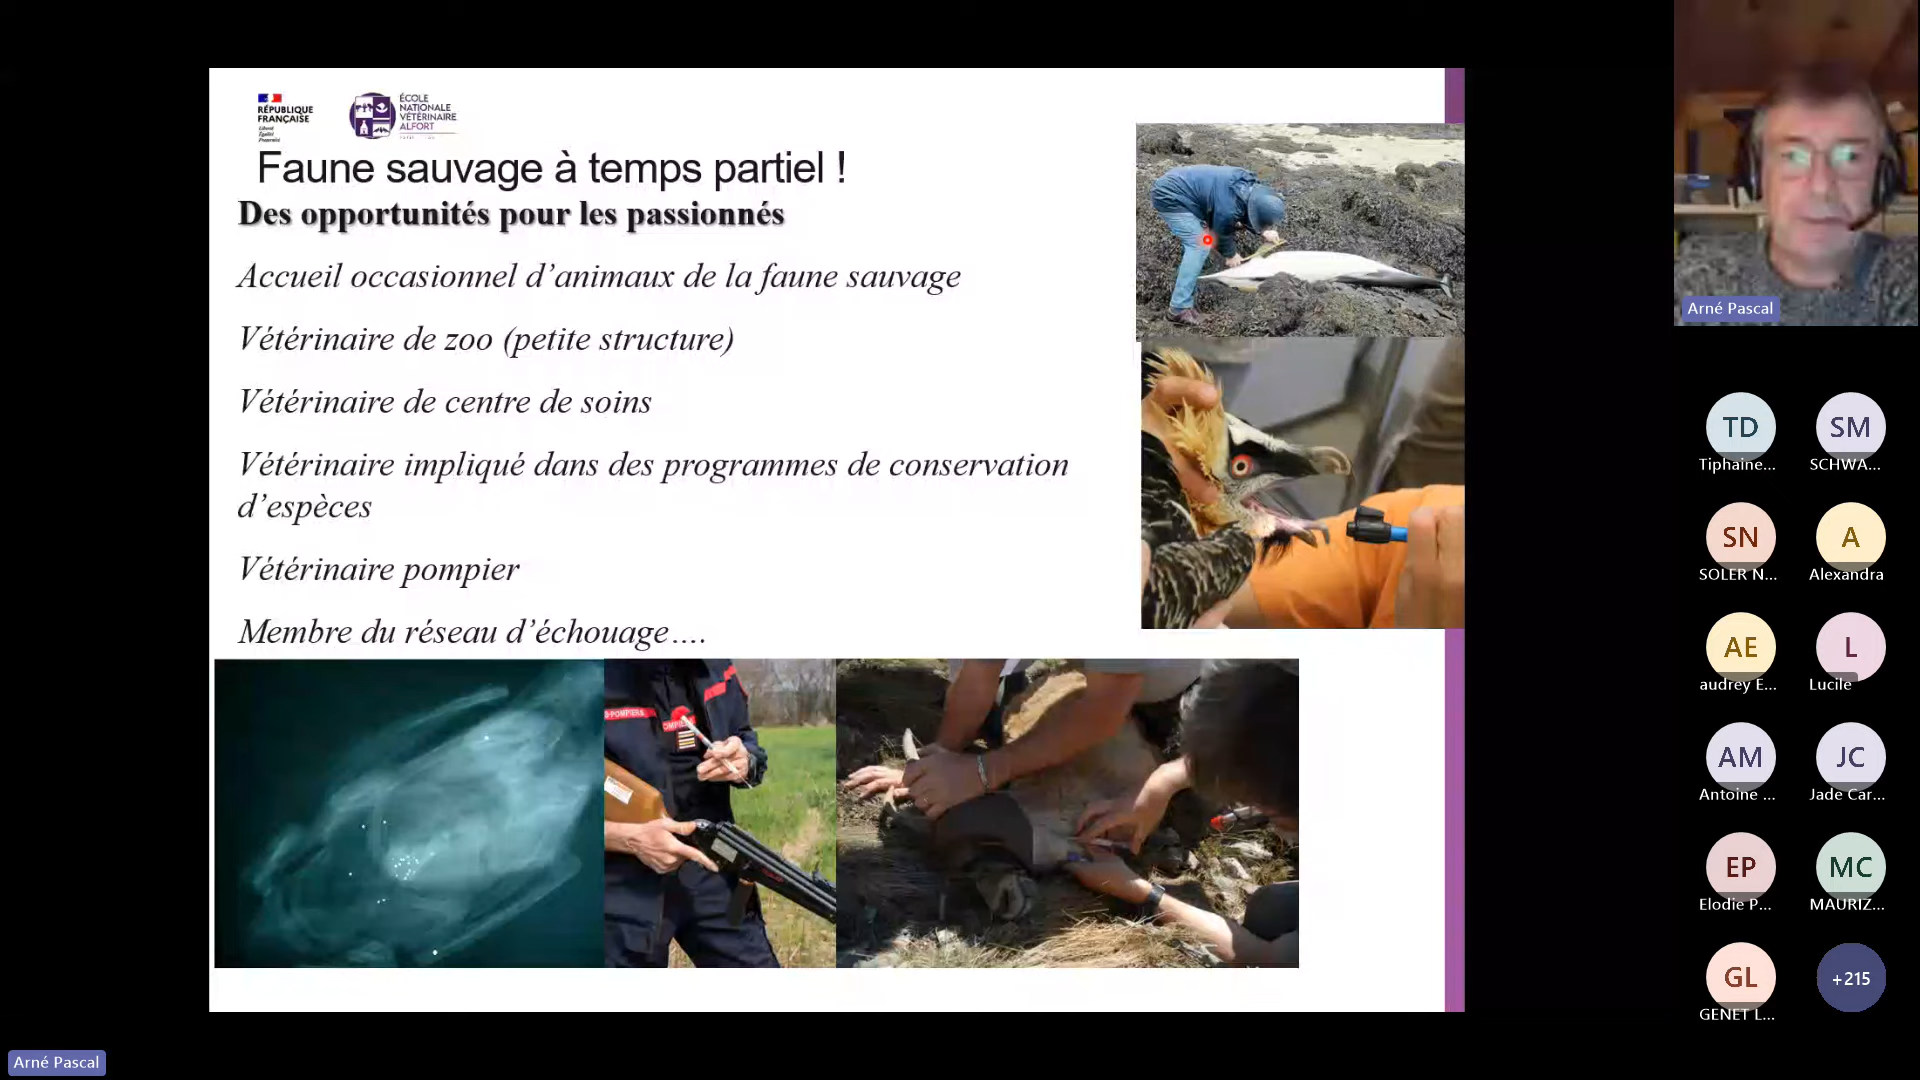 RÉPUBLIQUE
FRANÇAISE
Liberté
Égalité
Fraternité
ÉCOLE
NATIONALE
VÉTÉRINAIRE
ALFORT
Faune sauvage à temps partiel !
Des opportunités pour les passionnés
Accueil occasionnel d’animaux de la faune sauvage
Vétérinaire de zoo (petite structure)
Vétérinaire de centre de soins
Vétérinaire impliqué dans des programmes de conservation
d’espèces
Vétérinaire pompier
Membre du réseau d’échouage….
Arné Pascal
TD
SM
Tiphaine...
SCHWA...
SN
A
SOLER N...
Alexandra
AE
L
audrey E...
Lucile
AM
JC
Antoine ...
Jade Car...
EP
MC
Elodie P...
MAURIZ...
GL
+215
GENET L...
Arné Pascal